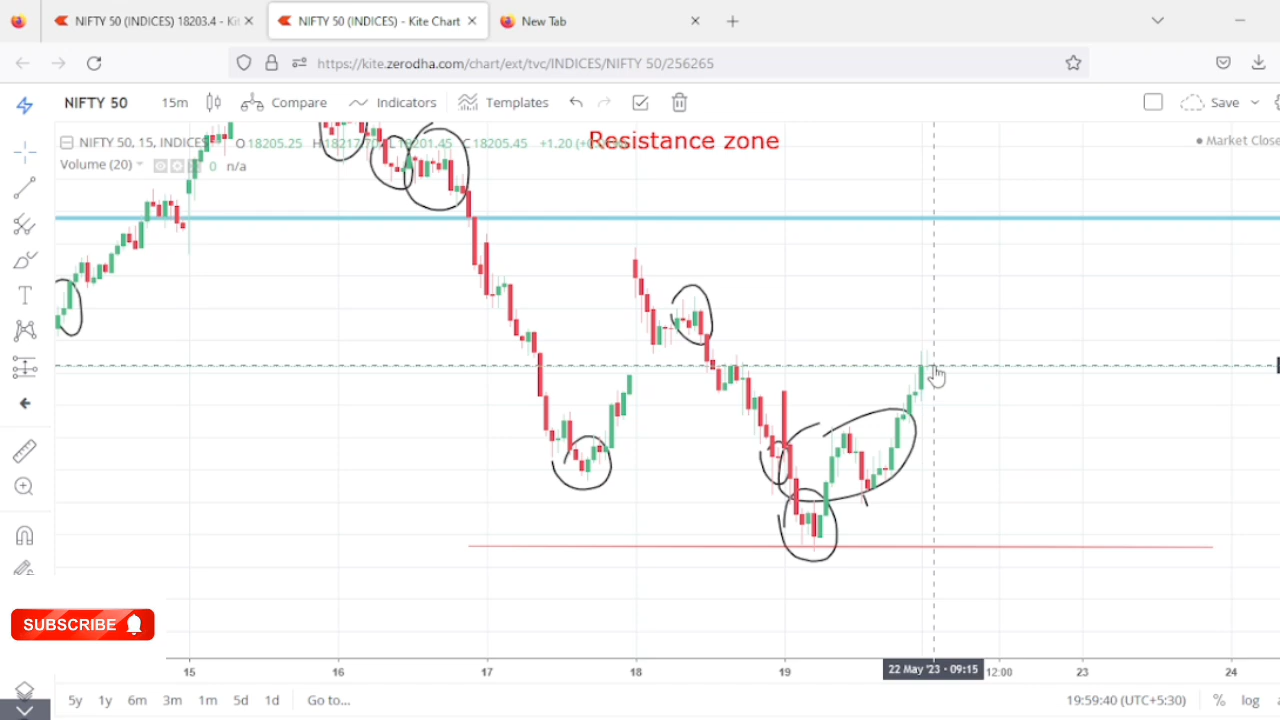 NIFTY 50 (INDICES) 18203.4 - Kit
NIFTY 50 (INDICES) - Kite Chart
New Tab
https://kite.zerodha.com/chart/ext/tvc/INDICES/NIFTY 50/256265
NIFTY 50 15m Compare Indicators Templates Save
Resistance zone
NIFTY 50, 15, INDICES O 18205.25 H 18217.70 L 18201.45 C 18205.45 +1.20
Market Close
Volume (20) 0 n/a
SUBSCRIBE
15 16 17 18 19 22 May '23 - 09:15 12:00 23 24
5y 1y 6m 3m 1m 5d 1d Go to... 19:59:40 (UTC+5:30) % log